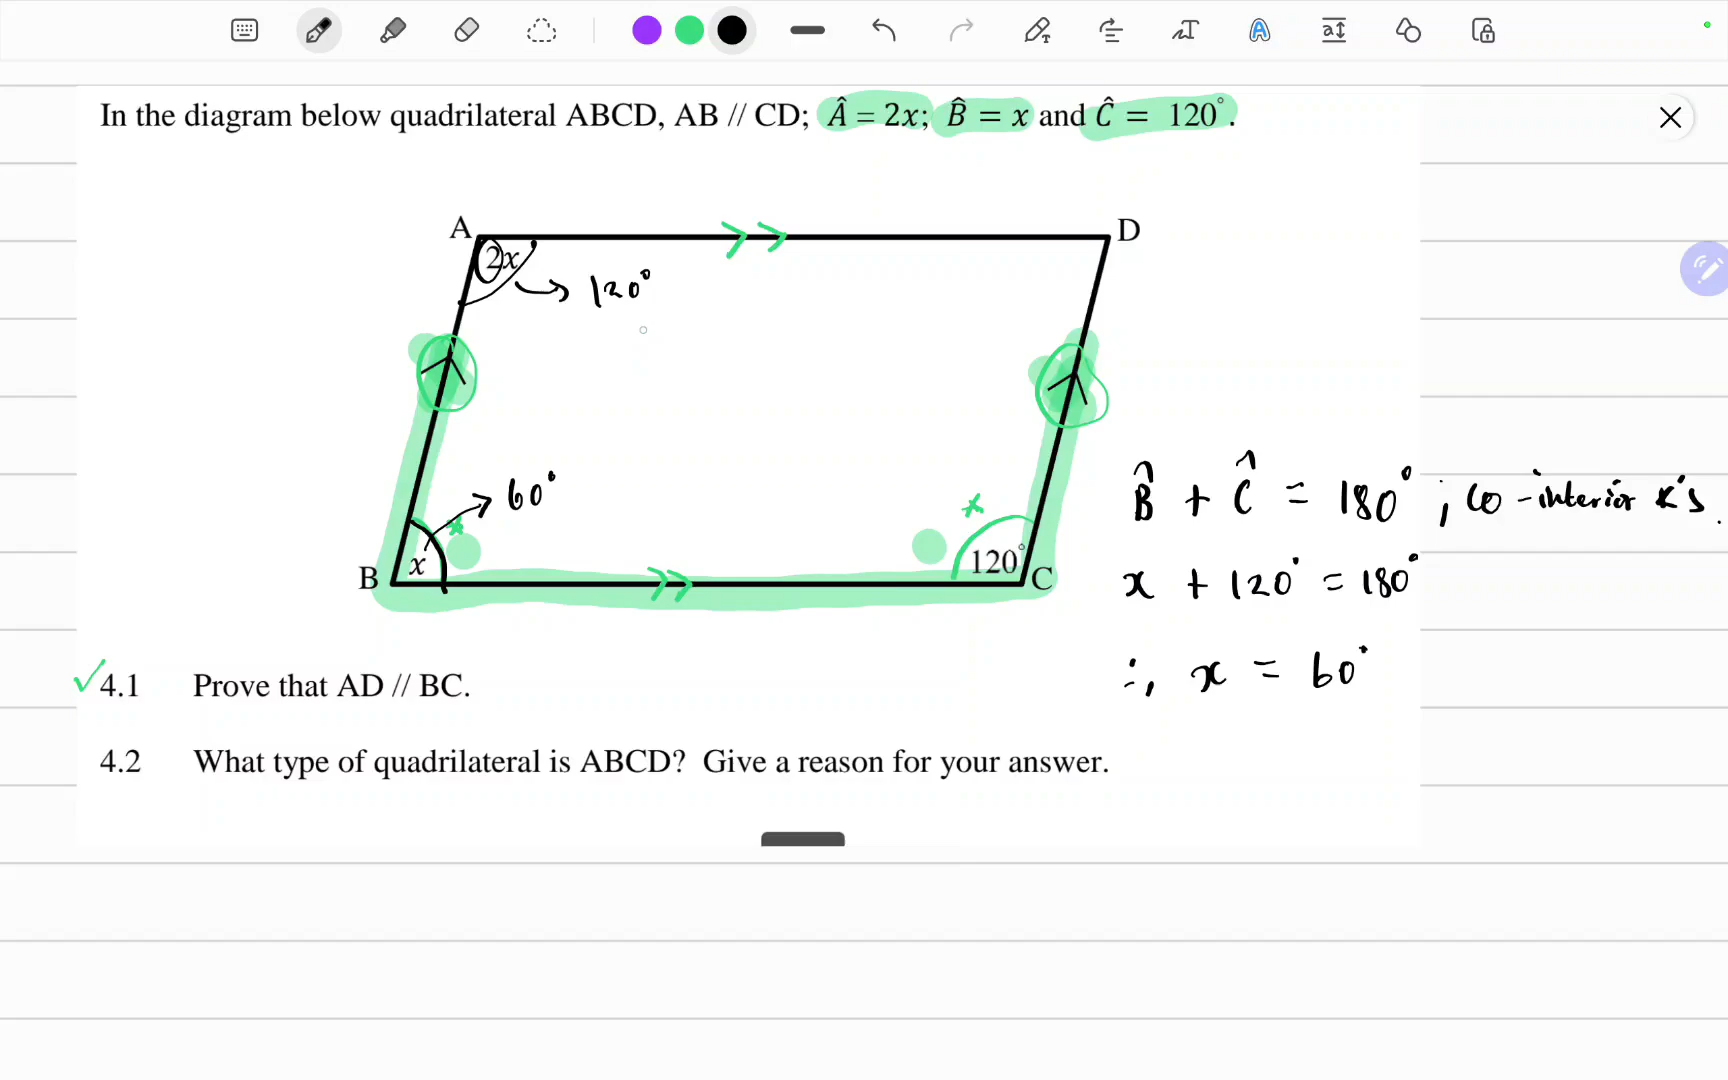 In the diagram below quadrilateral ABCD, AB // CD; Â = 2x; B̂ = x and Ĉ = 120°.
A
D
2x
120°
60°
B
x
120°
C
B̂ + Ĉ = 180° ; co-interior ∠'s.
x + 120° = 180°
∴, x = 60°
4.1 Prove that AD // BC.
4.2 What type of quadrilateral is ABCD? Give a reason for your answer.